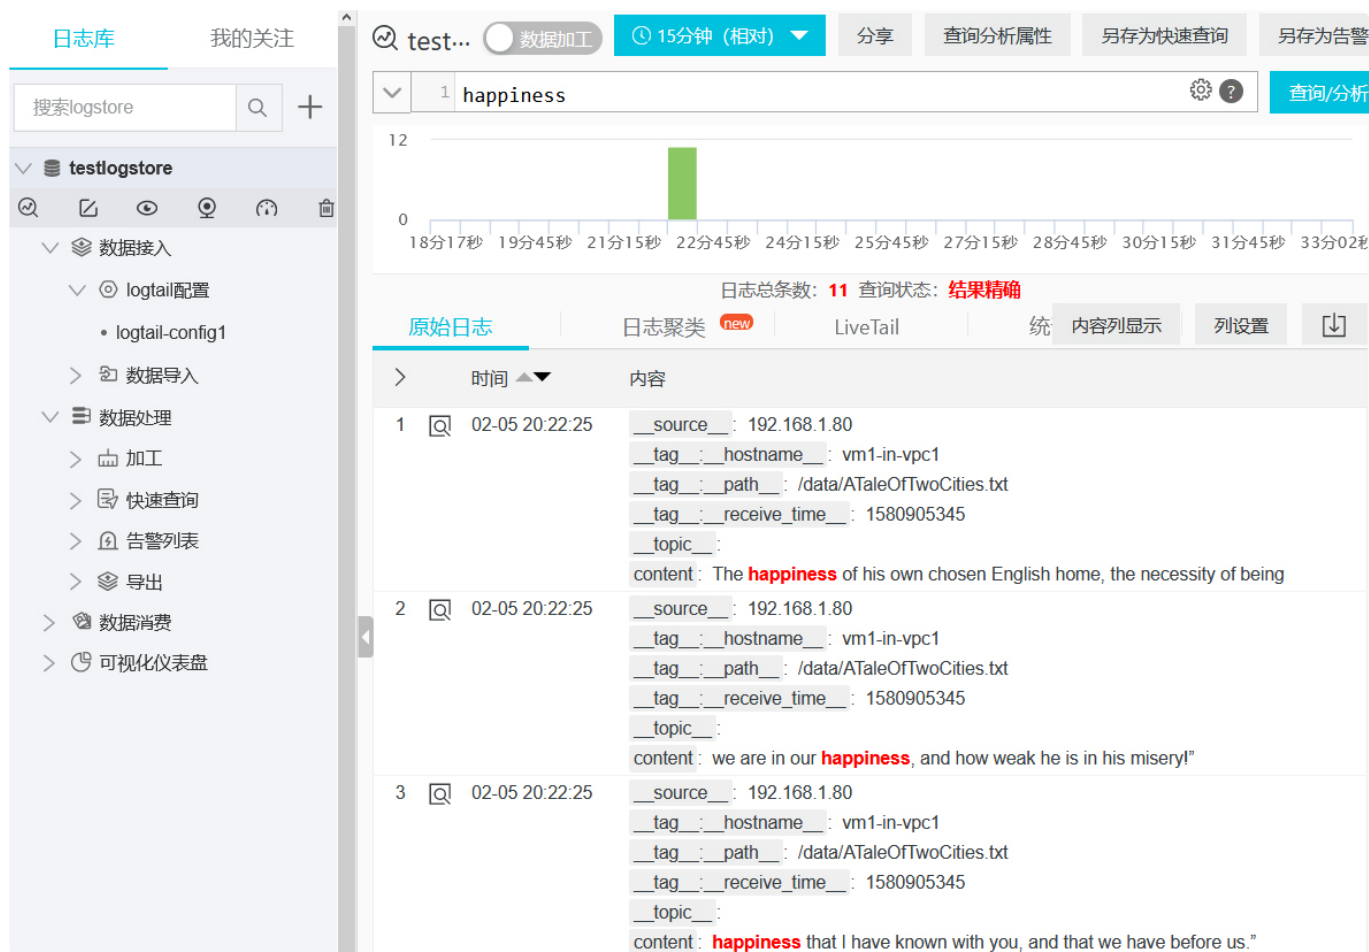 日志库 我的关注
搜索logstore
testlogstore
数据接入
logtail配置
• logtail-config1
数据导入
数据处理
加工
快速查询
告警列表
导出
数据消费
可视化仪表盘
test··· 数据加工 15分钟（相对） 分享 查询分析属性 另存为快速查询 另存为告警
1 happiness ? 查询/分析
12
0
18分17秒 19分45秒 21分15秒 22分45秒 24分15秒 25分45秒 27分15秒 28分45秒 30分15秒 31分45秒 33分02秒
日志总条数：11 查询状态：结果精确
原始日志 日志聚类 new LiveTail 统 内容列显示 列设置
时间 内容
1 02-05 20:22:25 __source__: 192.168.1.80
__tag__:__hostname__: vm1-in-vpc1
__tag__:__path__: /data/ATaleOfTwoCities.txt
__tag__:__receive_time__: 1580905345
__topic__:
content: The happiness of his own chosen English home, the necessity of being
2 02-05 20:22:25 __source__: 192.168.1.80
__tag__:__hostname__: vm1-in-vpc1
__tag__:__path__: /data/ATaleOfTwoCities.txt
__tag__:__receive_time__: 1580905345
__topic__:
content: we are in our happiness, and how weak he is in his misery!”
3 02-05 20:22:25 __source__: 192.168.1.80
__tag__:__hostname__: vm1-in-vpc1
__tag__:__path__: /data/ATaleOfTwoCities.txt
__tag__:__receive_time__: 1580905345
__topic__:
content: happiness that I have known with you, and that we have before us.”